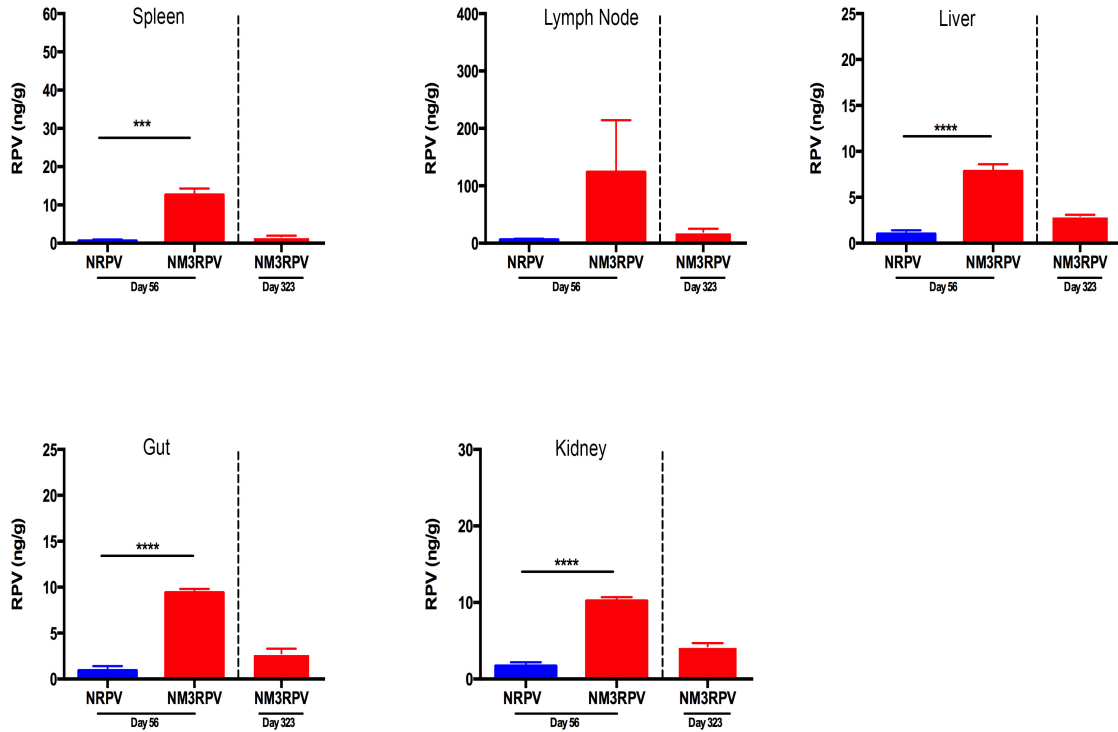 Spleen
RPV (ng/g)
60
50
40
30
20
10
0
***
NRPV NM3RPV NM3RPV
Day 56 Day 323
Lymph Node
RPV (ng/g)
400
300
200
100
0
NRPV NM3RPV NM3RPV
Day 56 Day 323
Liver
RPV (ng/g)
25
20
15
10
5
0
****
NRPV NM3RPV NM3RPV
Day 56 Day 323
Gut
RPV (ng/g)
25
20
15
10
5
0
****
NRPV NM3RPV NM3RPV
Day 56 Day 323
Kidney
RPV (ng/g)
30
20
10
0
****
NRPV NM3RPV NM3RPV
Day 56 Day 323